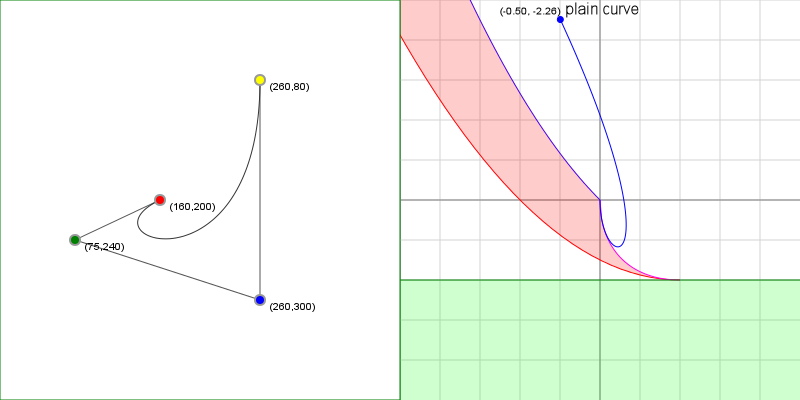 (-0.50, -2.26) plain curve
(260,80)
(160,200)
(75,240)
(260,300)